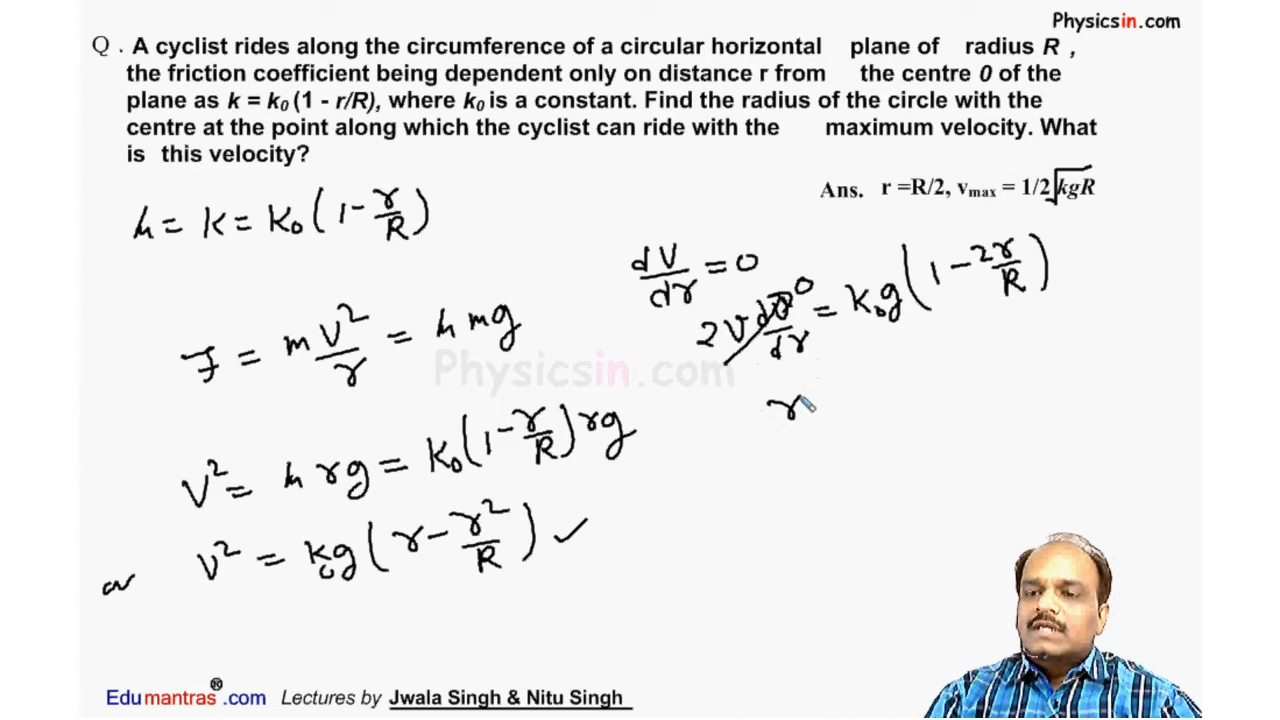 Physicsin.com
Q . A cyclist rides along the circumference of a circular horizontal plane of radius R ,
the friction coefficient being dependent only on distance r from the centre 0 of the
plane as k = k₀ (1 - r/R), where k₀ is a constant. Find the radius of the circle with the
centre at the point along which the cyclist can ride with the maximum velocity. What
is this velocity?
Ans. r =R/2, vmax = 1/2√kgR
μ = K = K₀ (1 - r/R)
dV/dr = 0
2V dv/dr 0 = K₀g (1 - 2r/R)
F = mV²/r = μ mg
Physicsin.com
r
V² = μ rg = K₀ (1 - r/R) rg
or V² = k₀g (r - r²/R) ✓
Edumantras®.com Lectures by Jwala Singh & Nitu Singh